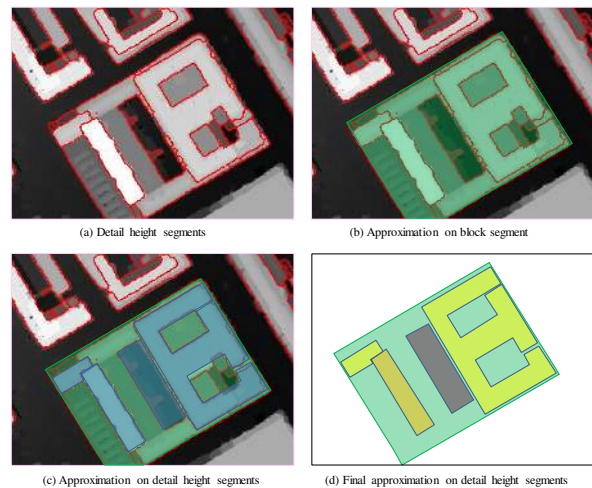 (a) Detail height segments
(b) Approximation on block segment
(c) Approximation on detail height segments
(d) Final approximation on detail height segments